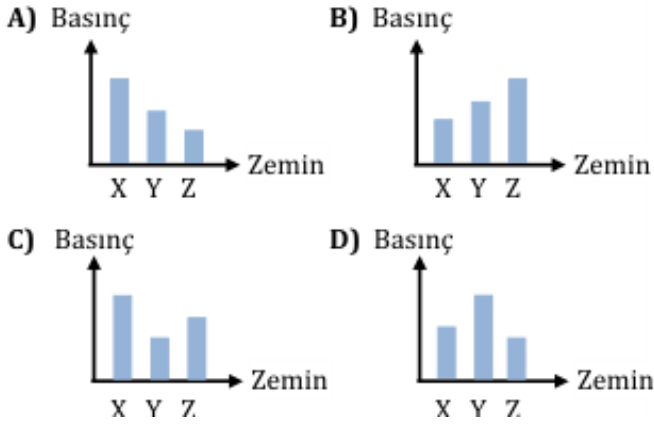 A) Basınç
Zemin
X Y Z
B) Basınç
Zemin
X Y Z
C) Basınç
Zemin
X Y Z
D) Basınç
Zemin
X Y Z